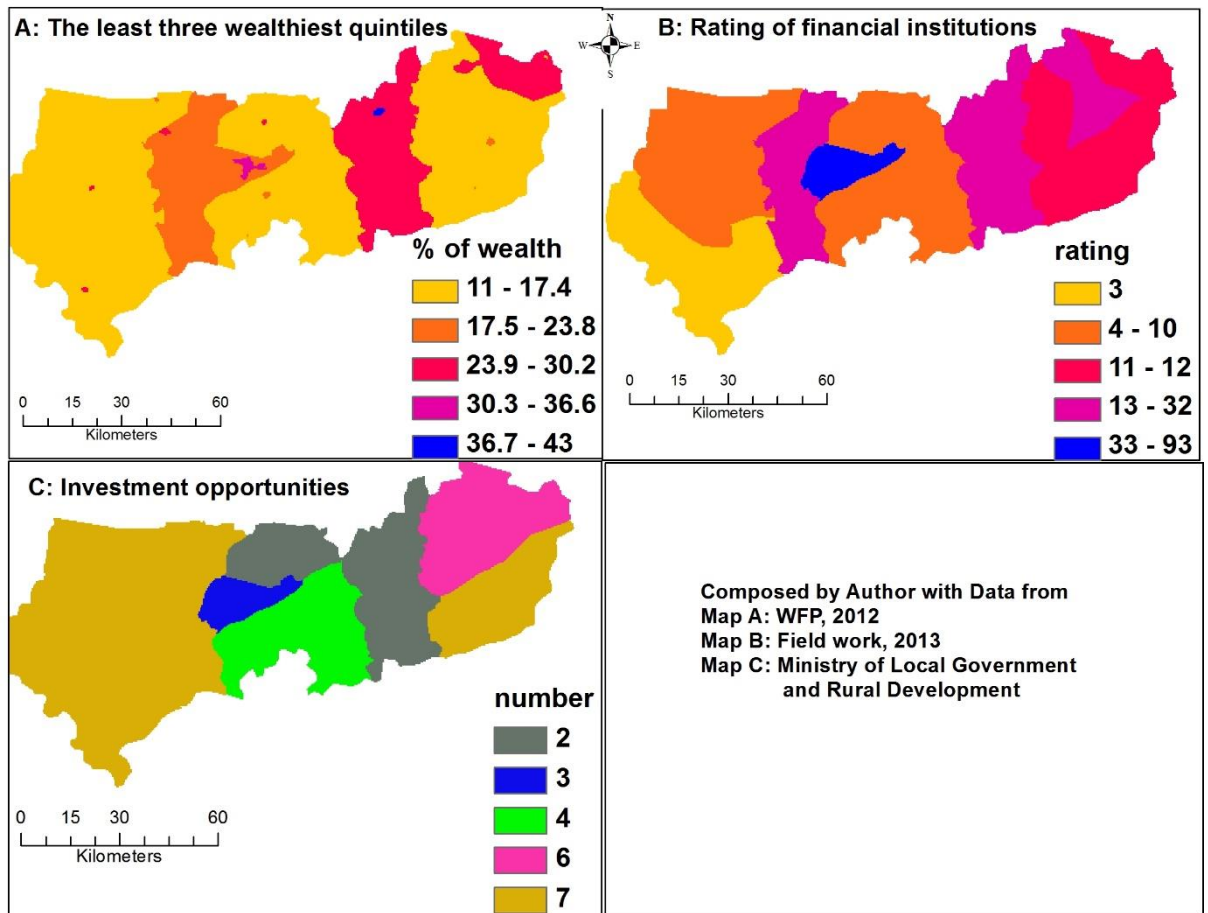 A: The least three wealthiest quintiles
N
W E
S
B: Rating of financial institutions
% of wealth
11 - 17.4
17.5 - 23.8
23.9 - 30.2
30.3 - 36.6
36.7 - 43
0 15 30 60
Kilometers
rating
3
4 - 10
11 - 12
13 - 32
33 - 93
0 15 30 60
Kilometers
C: Investment opportunities
number
2
3
4
6
7
0 15 30 60
Kilometers
Composed by Author with Data from
Map A: WFP, 2012
Map B: Field work, 2013
Map C: Ministry of Local Government
and Rural Development